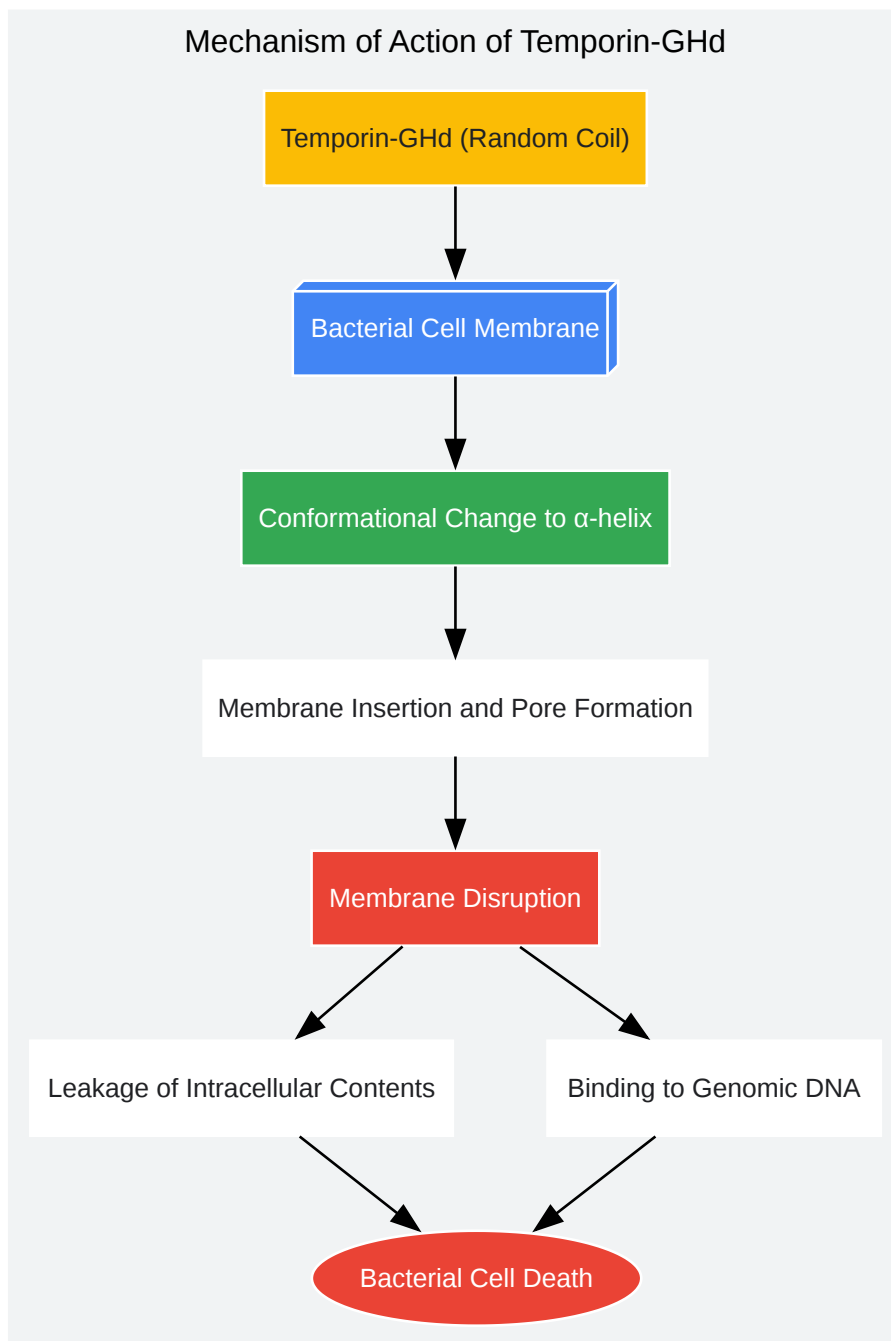 Mechanism of Action of Temporin-GHd
Temporin-GHd (Random Coil)
Bacterial Cell Membrane
Conformational Change to α-helix
Membrane Insertion and Pore Formation
Membrane Disruption
Leakage of Intracellular Contents
Binding to Genomic DNA
Bacterial Cell Death